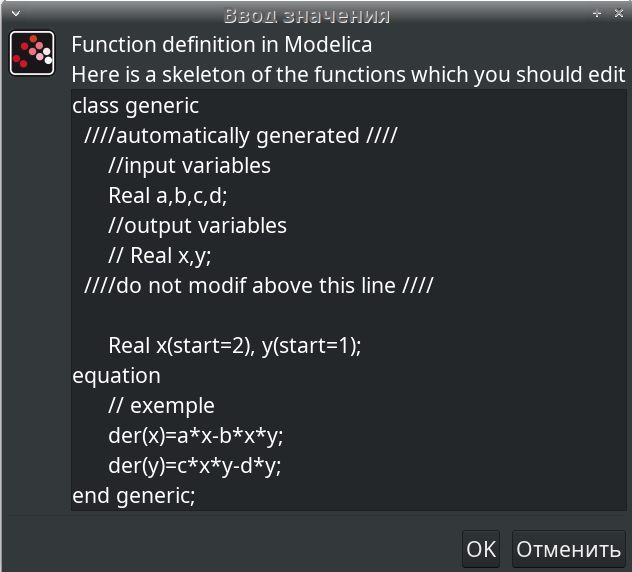 Ввод значения
Function definition in Modelica
Here is a skeleton of the functions which you should edit
class generic
  ////automatically generated ////
      //input variables
      Real a,b,c,d;
      //output variables
      // Real x,y;
  ////do not modif above this line ////

      Real x(start=2), y(start=1);
equation
      // exemple
      der(x)=a*x-b*x*y;
      der(y)=c*x*y-d*y;
end generic;
OK Отменить